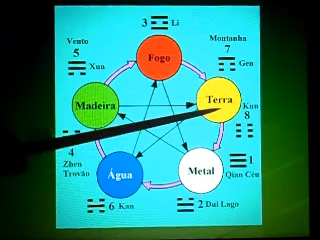 3 Li
Montanha
7
Gen
Vento
5
Xun
Fogo
Madeira
Terra
Kun
8
4
Zhen
Trovão
Água
Metal
1
Qian Céu
6 Kan
2 Dui Lago